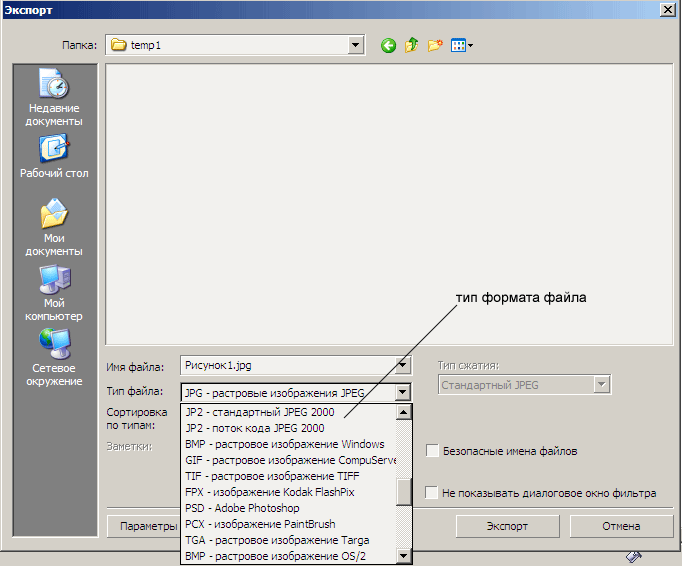 Экспорт
Папка:
temp1
Недавние
документы
Рабочий стол
Мои
документы
Мой
компьютер
Сетевое
окружение
тип формата файла
Имя файла:
Рисунок1.jpg
Тип сжатия:
Тип файла:
JPG - растровые изображения JPEG
Стандартный JPEG
Сортировка
по типам:
Заметки:
JP2 - стандартный JPEG 2000
JP2 - поток кода JPEG 2000
BMP - растровое изображение Windows
GIF - растровое изображение CompuServe
TIF - растровое изображение TIFF
FPX - изображение Kodak FlashPix
PSD - Adobe Photoshop
PCX - изображение PaintBrush
TGA - растровое изображение Targa
BMP - растровое изображение OS/2
Безопасные имена файлов
Не показывать диалоговое окно фильтра
Параметры
Экспорт
Отмена